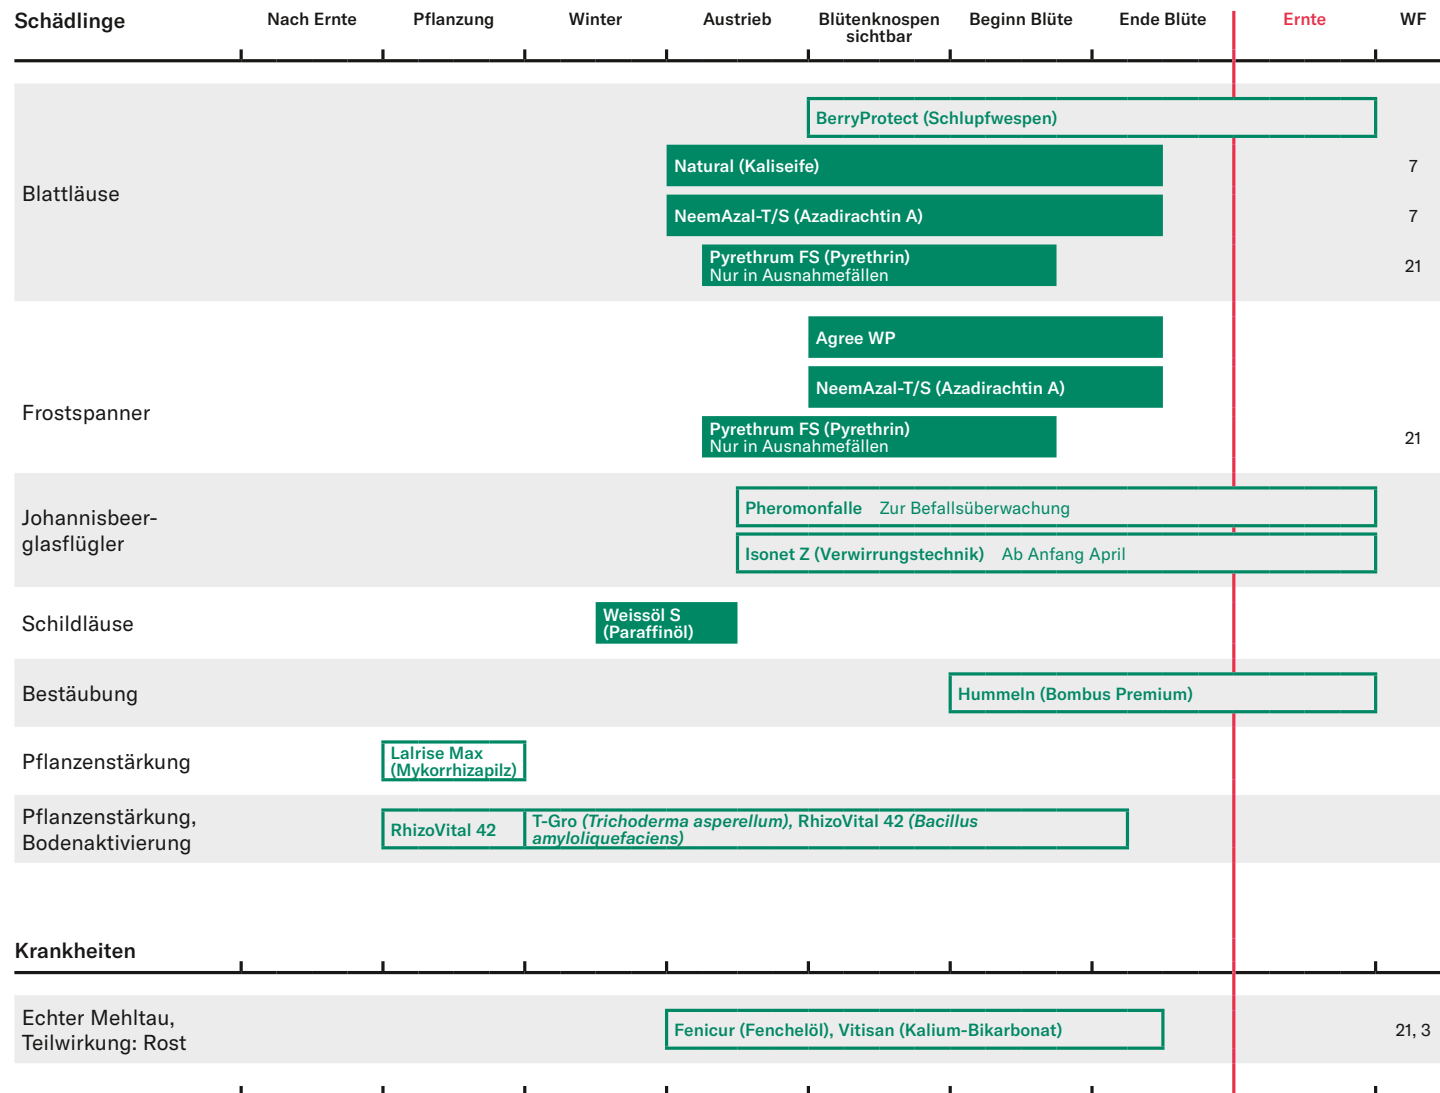 Schädlinge
Nach Ernte
Pflanzung
Winter
Austrieb
Blütenknospen
sichtbar
Beginn Blüte
Ende Blüte
Ernte
WF
Blattläuse
BerryProtect (Schlupfwespen)
Natural (Kaliseife)
7
NeemAzal-T/S (Azadirachtin A)
7
Pyrethrum FS (Pyrethrin)
Nur in Ausnahmefällen
21
Frostspanner
Agree WP
NeemAzal-T/S (Azadirachtin A)
Pyrethrum FS (Pyrethrin)
Nur in Ausnahmefällen
21
Johannisbeer-
glasflügler
Pheromonfalle Zur Befallsüberwachung
Isonet Z (Verwirrungstechnik) Ab Anfang April
Schildläuse
Weissöl S
(Paraffinöl)
Bestäubung
Hummeln (Bombus Premium)
Pflanzenstärkung
Lalrise Max
(Mykorrhizapilz)
Pflanzenstärkung,
Bodenaktivierung
RhizoVital 42
T-Gro (Trichoderma asperellum), RhizoVital 42 (Bacillus
amyloliquefaciens)
Krankheiten
Echter Mehltau,
Teilwirkung: Rost
Fenicur (Fenchelöl), Vitisan (Kalium-Bikarbonat)
21, 3